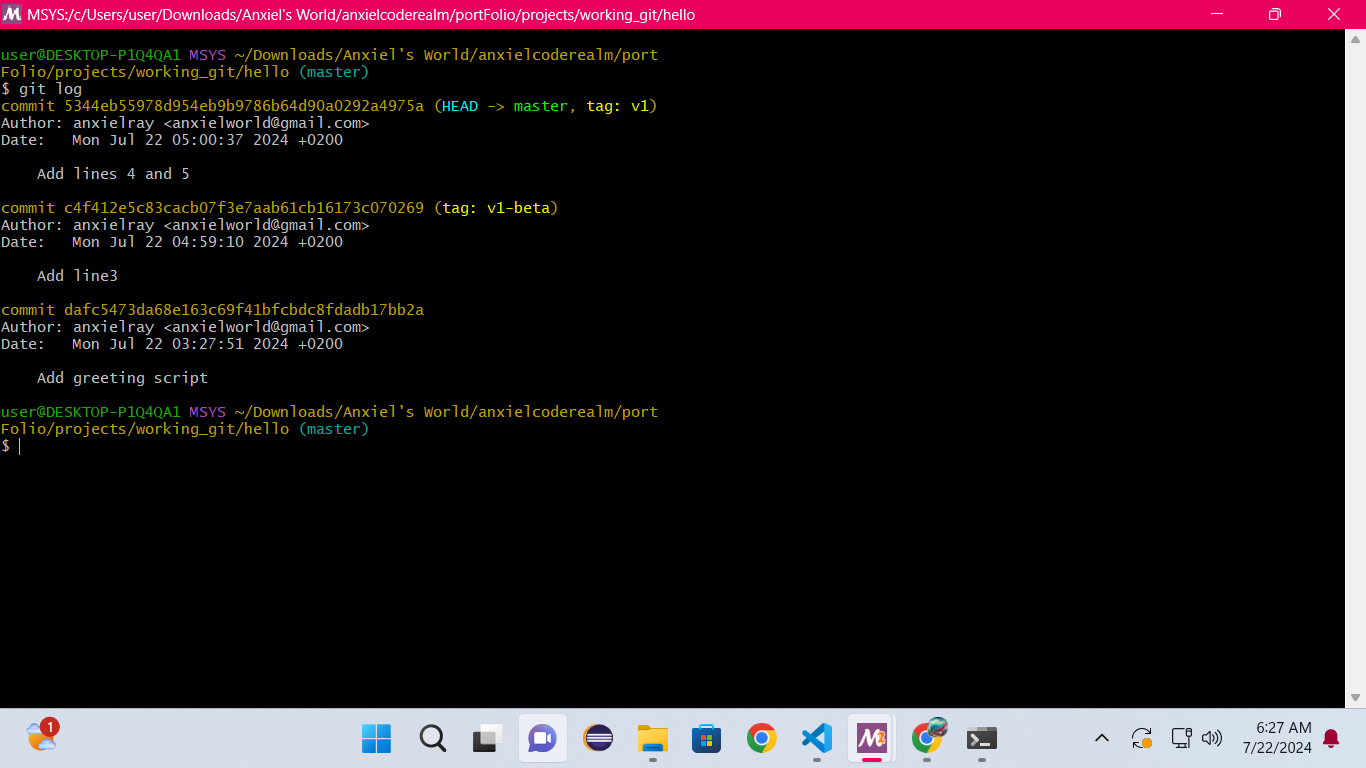 MSYS:/c/Users/user/Downloads/Anxiel's World/anxielcoderealm/portFolio/projects/working_git/hello
user@DESKTOP-P1Q4QA1 MSYS ~/Downloads/Anxiel's World/anxielcoderealm/port
Folio/projects/working_git/hello (master)
$ git log
commit 5344eb55978d954eb9b9786b64d90a0292a4975a (HEAD -> master, tag: v1)
Author: anxielray <anxielworld@gmail.com>
Date:   Mon Jul 22 05:00:37 2024 +0200
Add lines 4 and 5
commit c4f412e5c83cacb07f3e7aab61cb16173c070269 (tag: v1-beta)
Author: anxielray <anxielworld@gmail.com>
Date:   Mon Jul 22 04:59:10 2024 +0200
Add line3
commit dafc5473da68e163c69f41bfcbdc8fdadb17bb2a
Author: anxielray <anxielworld@gmail.com>
Date:   Mon Jul 22 03:27:51 2024 +0200
Add greeting script
user@DESKTOP-P1Q4QA1 MSYS ~/Downloads/Anxiel's World/anxielcoderealm/port
Folio/projects/working_git/hello (master)
$
1
6:27 AM
7/22/2024